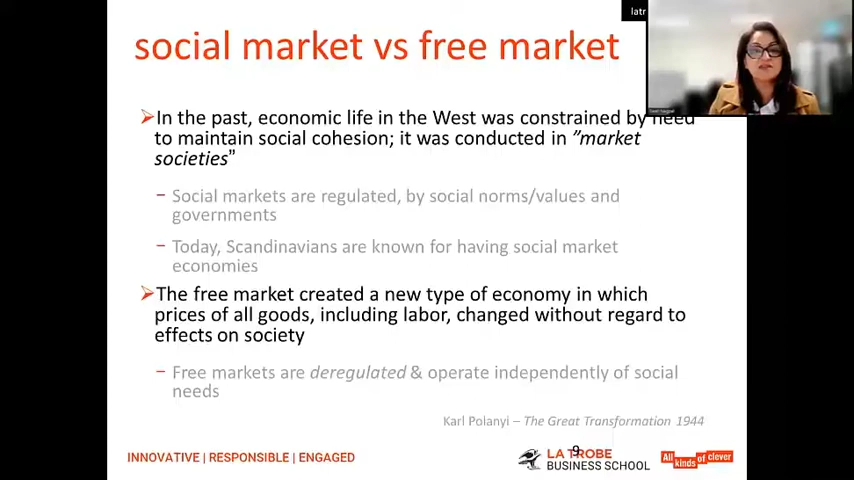 latr
social market vs free market
➢In the past, economic life in the West was constrained by need
to maintain social cohesion; it was conducted in ”market
societies”
− Social markets are regulated, by social norms/values and
governments
− Today, Scandinavians are known for having social market
economies
➢The free market created a new type of economy in which
prices of all goods, including labor, changed without regard to
effects on society
− Free markets are deregulated & operate independently of social
needs
Karl Polanyi – The Great Transformation 1944
9
INNOVATIVE | RESPONSIBLE | ENGAGED
LA TROBE
BUSINESS SCHOOL
All kinds of clever